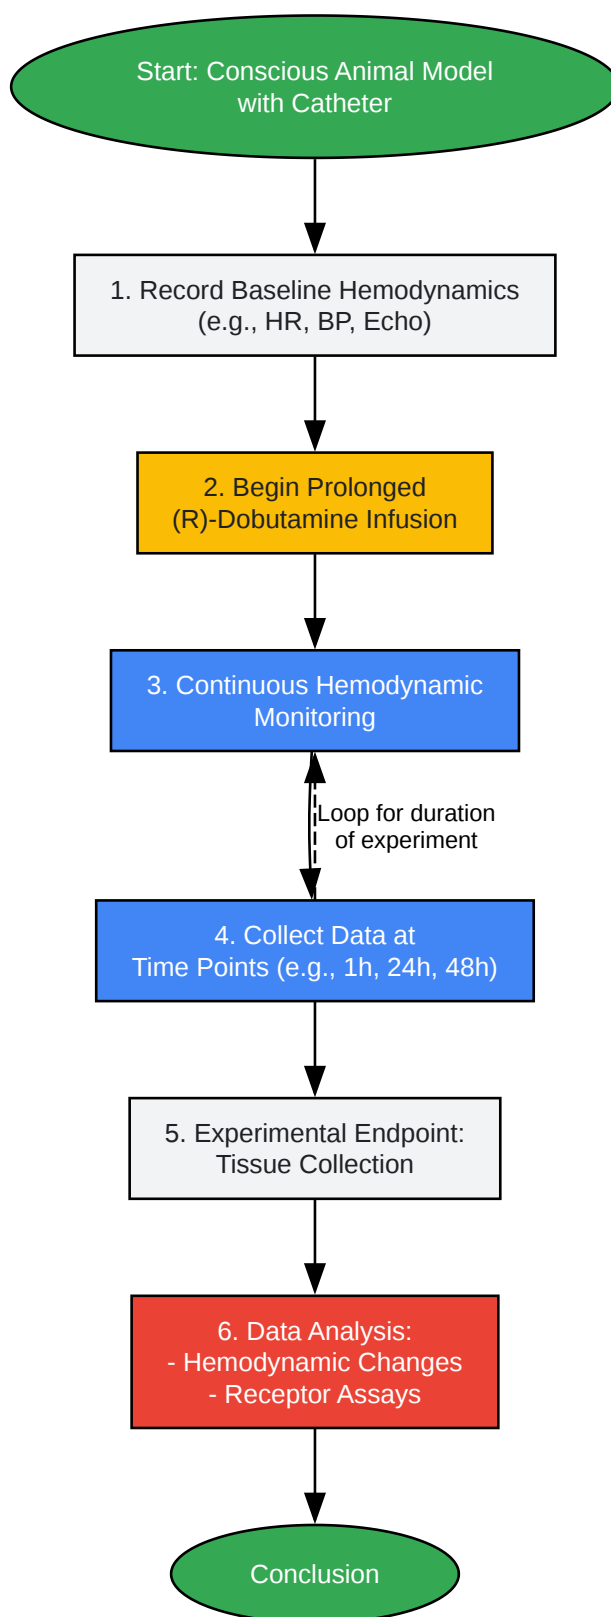 Start: Conscious Animal Model
with Catheter
1. Record Baseline Hemodynamics
(e.g., HR, BP, Echo)
2. Begin Prolonged
(R)-Dobutamine Infusion
3. Continuous Hemodynamic
Monitoring
Loop for duration
of experiment
4. Collect Data at
Time Points (e.g., 1h, 24h, 48h)
5. Experimental Endpoint:
Tissue Collection
6. Data Analysis:
- Hemodynamic Changes
- Receptor Assays
Conclusion